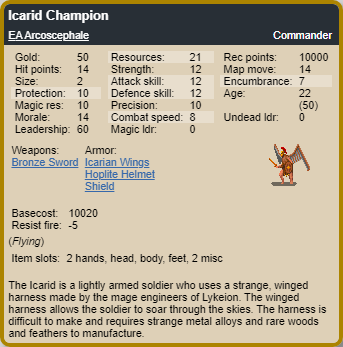 Icarid Champion
EA Arcoscephale Commander
Gold: 50 Resources: 21 Rec points: 10000
Hit points: 14 Strength: 12 Map move: 14
Size: 2 Attack skill: 12 Encumbrance: 7
Protection: 10 Defence skill: 12 Age: 22
Magic res: 10 Precision: 10 (50)
Morale: 14 Combat speed: 8 Undead ldr: 0
Leadership: 60 Magic ldr: 0
Weapons: Armor:
Bronze Sword Icarian Wings
Hoplite Helmet
Shield
Basecost: 10020
Resist fire: -5
(Flying)
Item slots: 2 hands, head, body, feet, 2 misc
The Icarid is a lightly armed soldier who uses a strange, winged
harness made by the mage engineers of Lykeion. The winged
harness allows the soldier to soar through the skies. The harness is
difficult to make and requires strange metal alloys and rare woods
and feathers to manufacture.